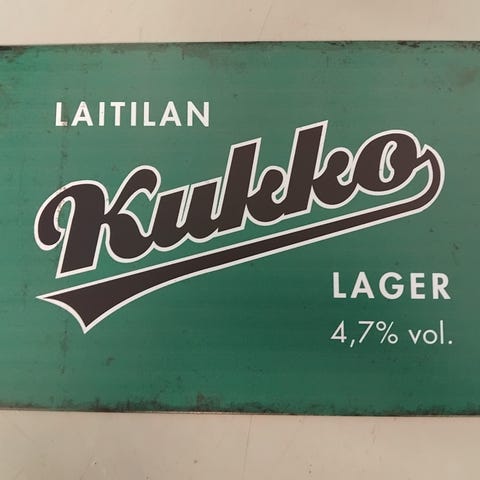 LAITILAN
Kukko
LAGER
4,7% vol.